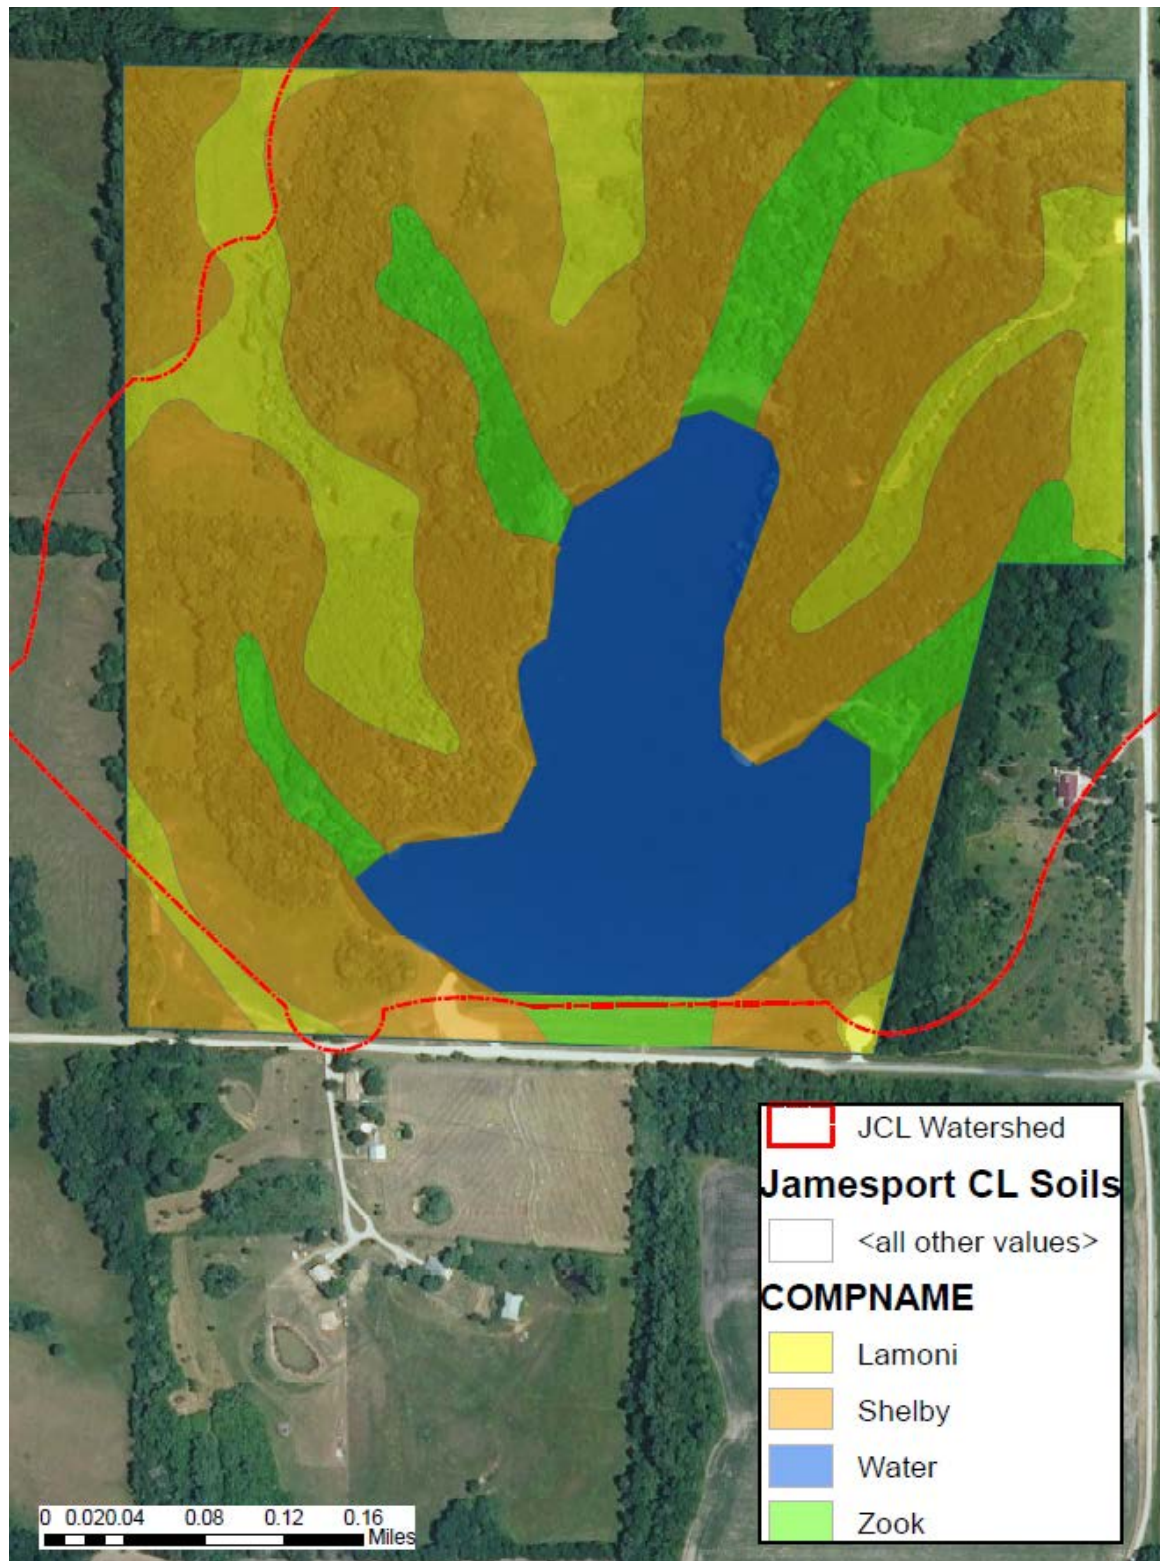 JCL Watershed
Jamesport CL Soils
<all other values>
COMPNAME
Lamoni
Shelby
Water
Zook
0 0.020.04 0.08 0.12 0.16
Miles